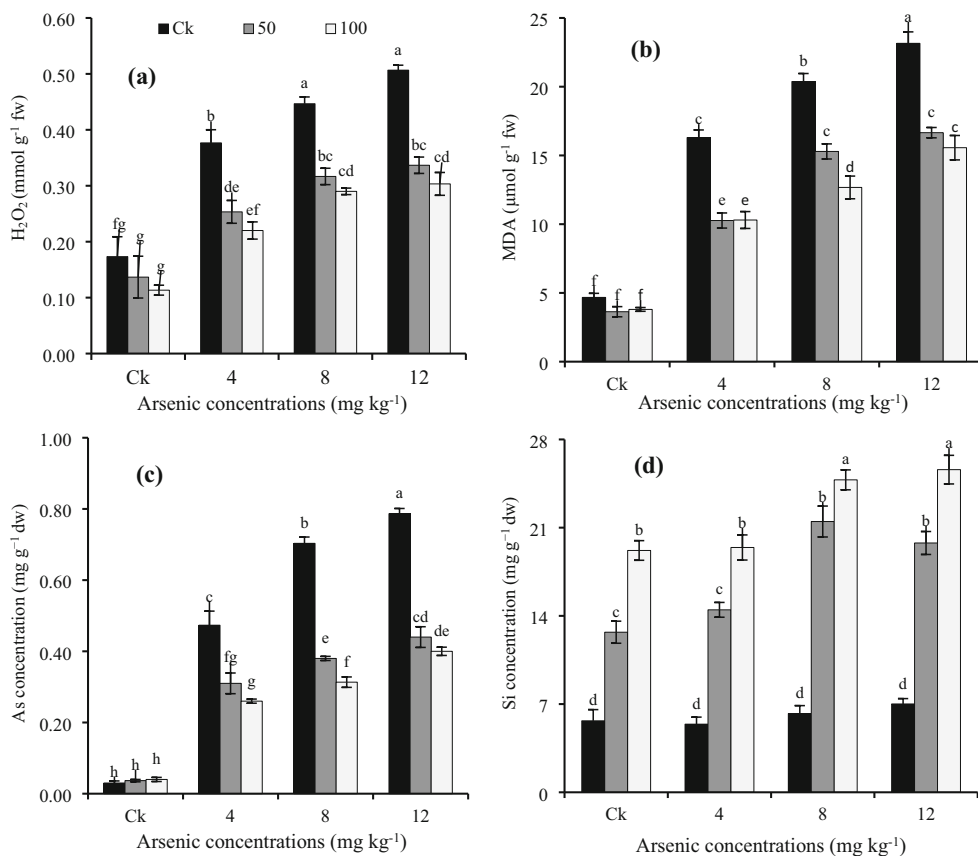 Ck 50 100
(a)
H₂O₂ (mmol g⁻¹ fw)
0.60
0.50
0.40
0.30
0.20
0.10
0.00
fg g g
b de ef
a bc cd
a bc cd
Ck 4 8 12
Arsenic concentrations (mg kg⁻¹)
(b)
MDA (µmol g⁻¹ fw)
25
20
15
10
5
0
f f f
c e e
b c d
a c c
Ck 4 8 12
Arsenic concentrations (mg kg⁻¹)
(c)
As concentration (mg g⁻¹ dw)
1.00
0.80
0.60
0.40
0.20
0.00
h h h
c fg g
b e f
a cd de
Ck 4 8 12
Arsenic concentrations (mg kg⁻¹)
(d)
Si concentration (mg g⁻¹ dw)
28
21
14
7
0
d c b
d c b
d b a
d b a
Ck 4 8 12
Arsenic concentrations (mg kg⁻¹)